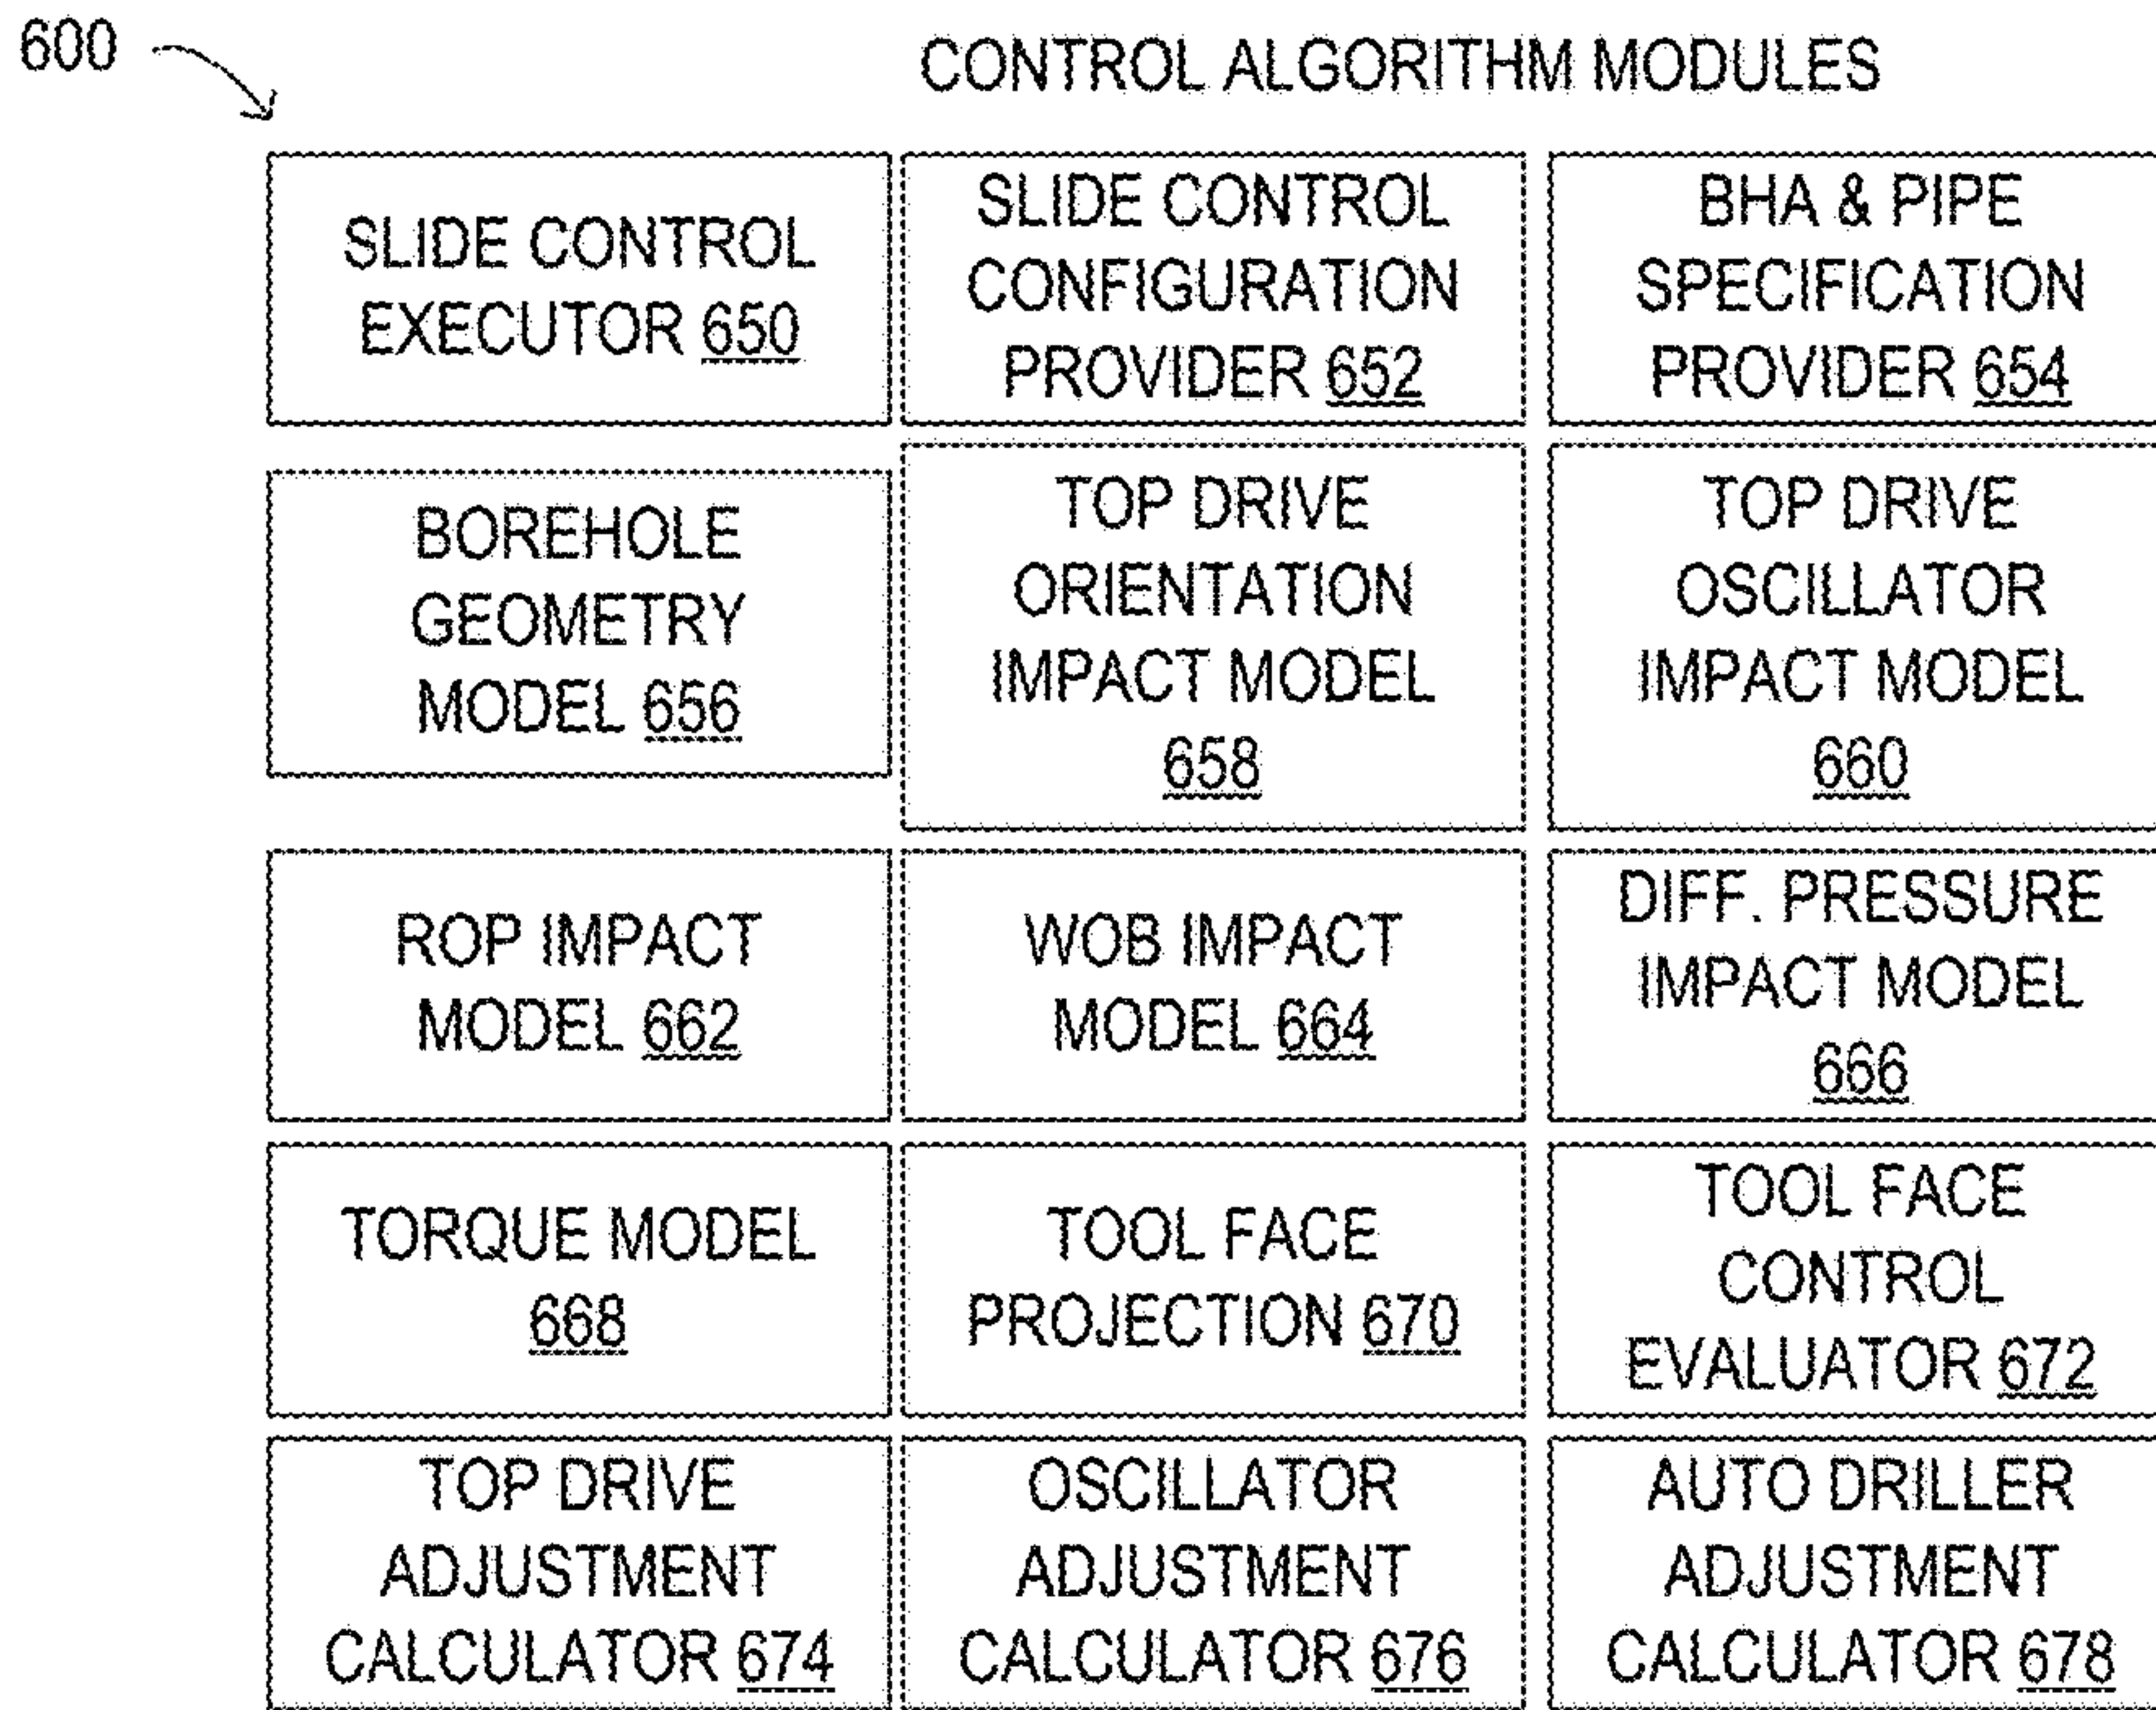 600
CONTROL ALGORITHM MODULES
SLIDE CONTROL
EXECUTOR 650
SLIDE CONTROL
CONFIGURATION
PROVIDER 652
BHA & PIPE
SPECIFICATION
PROVIDER 654
BOREHOLE
GEOMETRY
MODEL 656
TOP DRIVE
ORIENTATION
IMPACT MODEL
658
TOP DRIVE
OSCILLATOR
IMPACT MODEL
660
ROP IMPACT
MODEL 662
WOB IMPACT
MODEL 664
DIFF. PRESSURE
IMPACT MODEL
666
TORQUE MODEL
668
TOOL FACE
PROJECTION 670
TOOL FACE
CONTROL
EVALUATOR 672
TOP DRIVE
ADJUSTMENT
CALCULATOR 674
OSCILLATOR
ADJUSTMENT
CALCULATOR 676
AUTO DRILLER
ADJUSTMENT
CALCULATOR 678